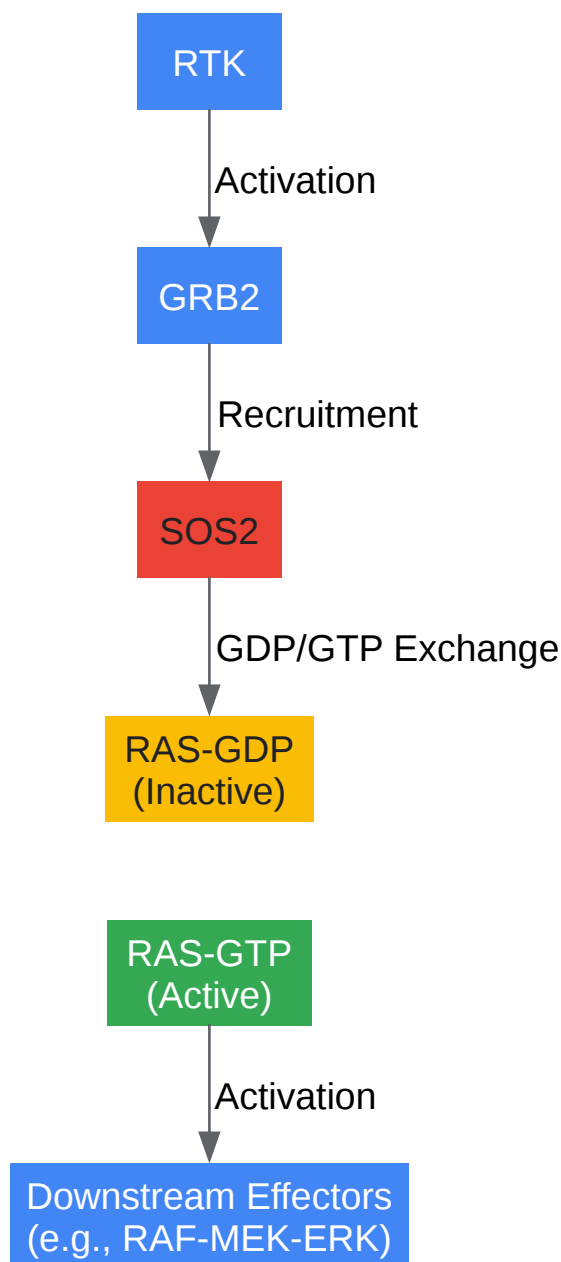 RTK
Activation
GRB2
Recruitment
SOS2
GDP/GTP Exchange
RAS-GDP
(Inactive)
RAS-GTP
(Active)
Activation
Downstream Effectors
(e.g., RAF-MEK-ERK)